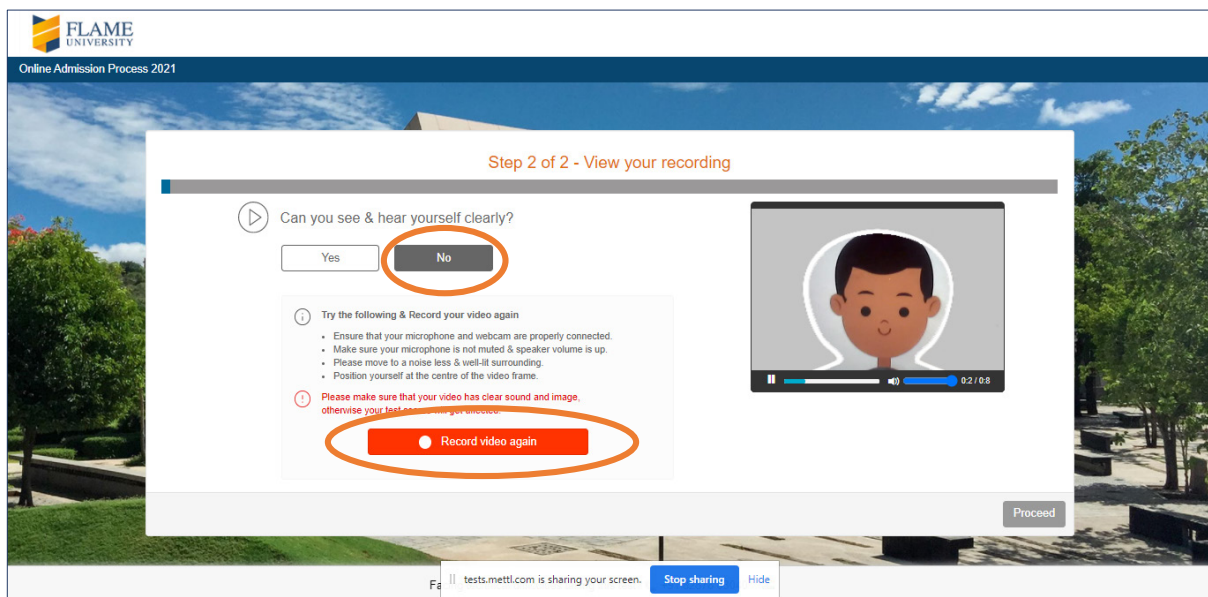 FLAME
UNIVERSITY
Online Admission Process 2021
Step 2 of 2 - View your recording
Can you see & hear yourself clearly?
Yes No
Try the following & Record your video again
Ensure that your microphone and webcam are properly connected.
Make sure your microphone is not muted & speaker volume is up.
Please move to a noise less & well-lit surrounding.
Position yourself at the centre of the video frame.
0:2 / 0:8
Please make sure that your video has clear sound and image,
otherwise your test
Record video again
Proceed
tests.mettl.com is sharing your screen. Stop sharing Hide